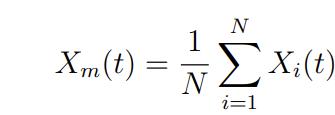 X_m(t) = \frac{1}{N} \sum_{i=1}^{N} X_i(t)